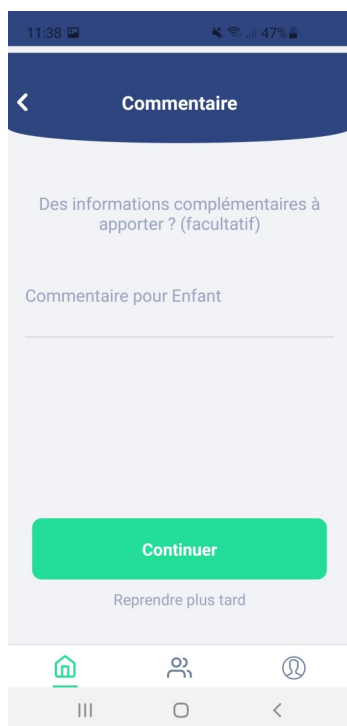 11:38 47%
Commentaire
Des informations complémentaires à
apporter ? (facultatif)
Commentaire pour Enfant
Continuer
Reprendre plus tard